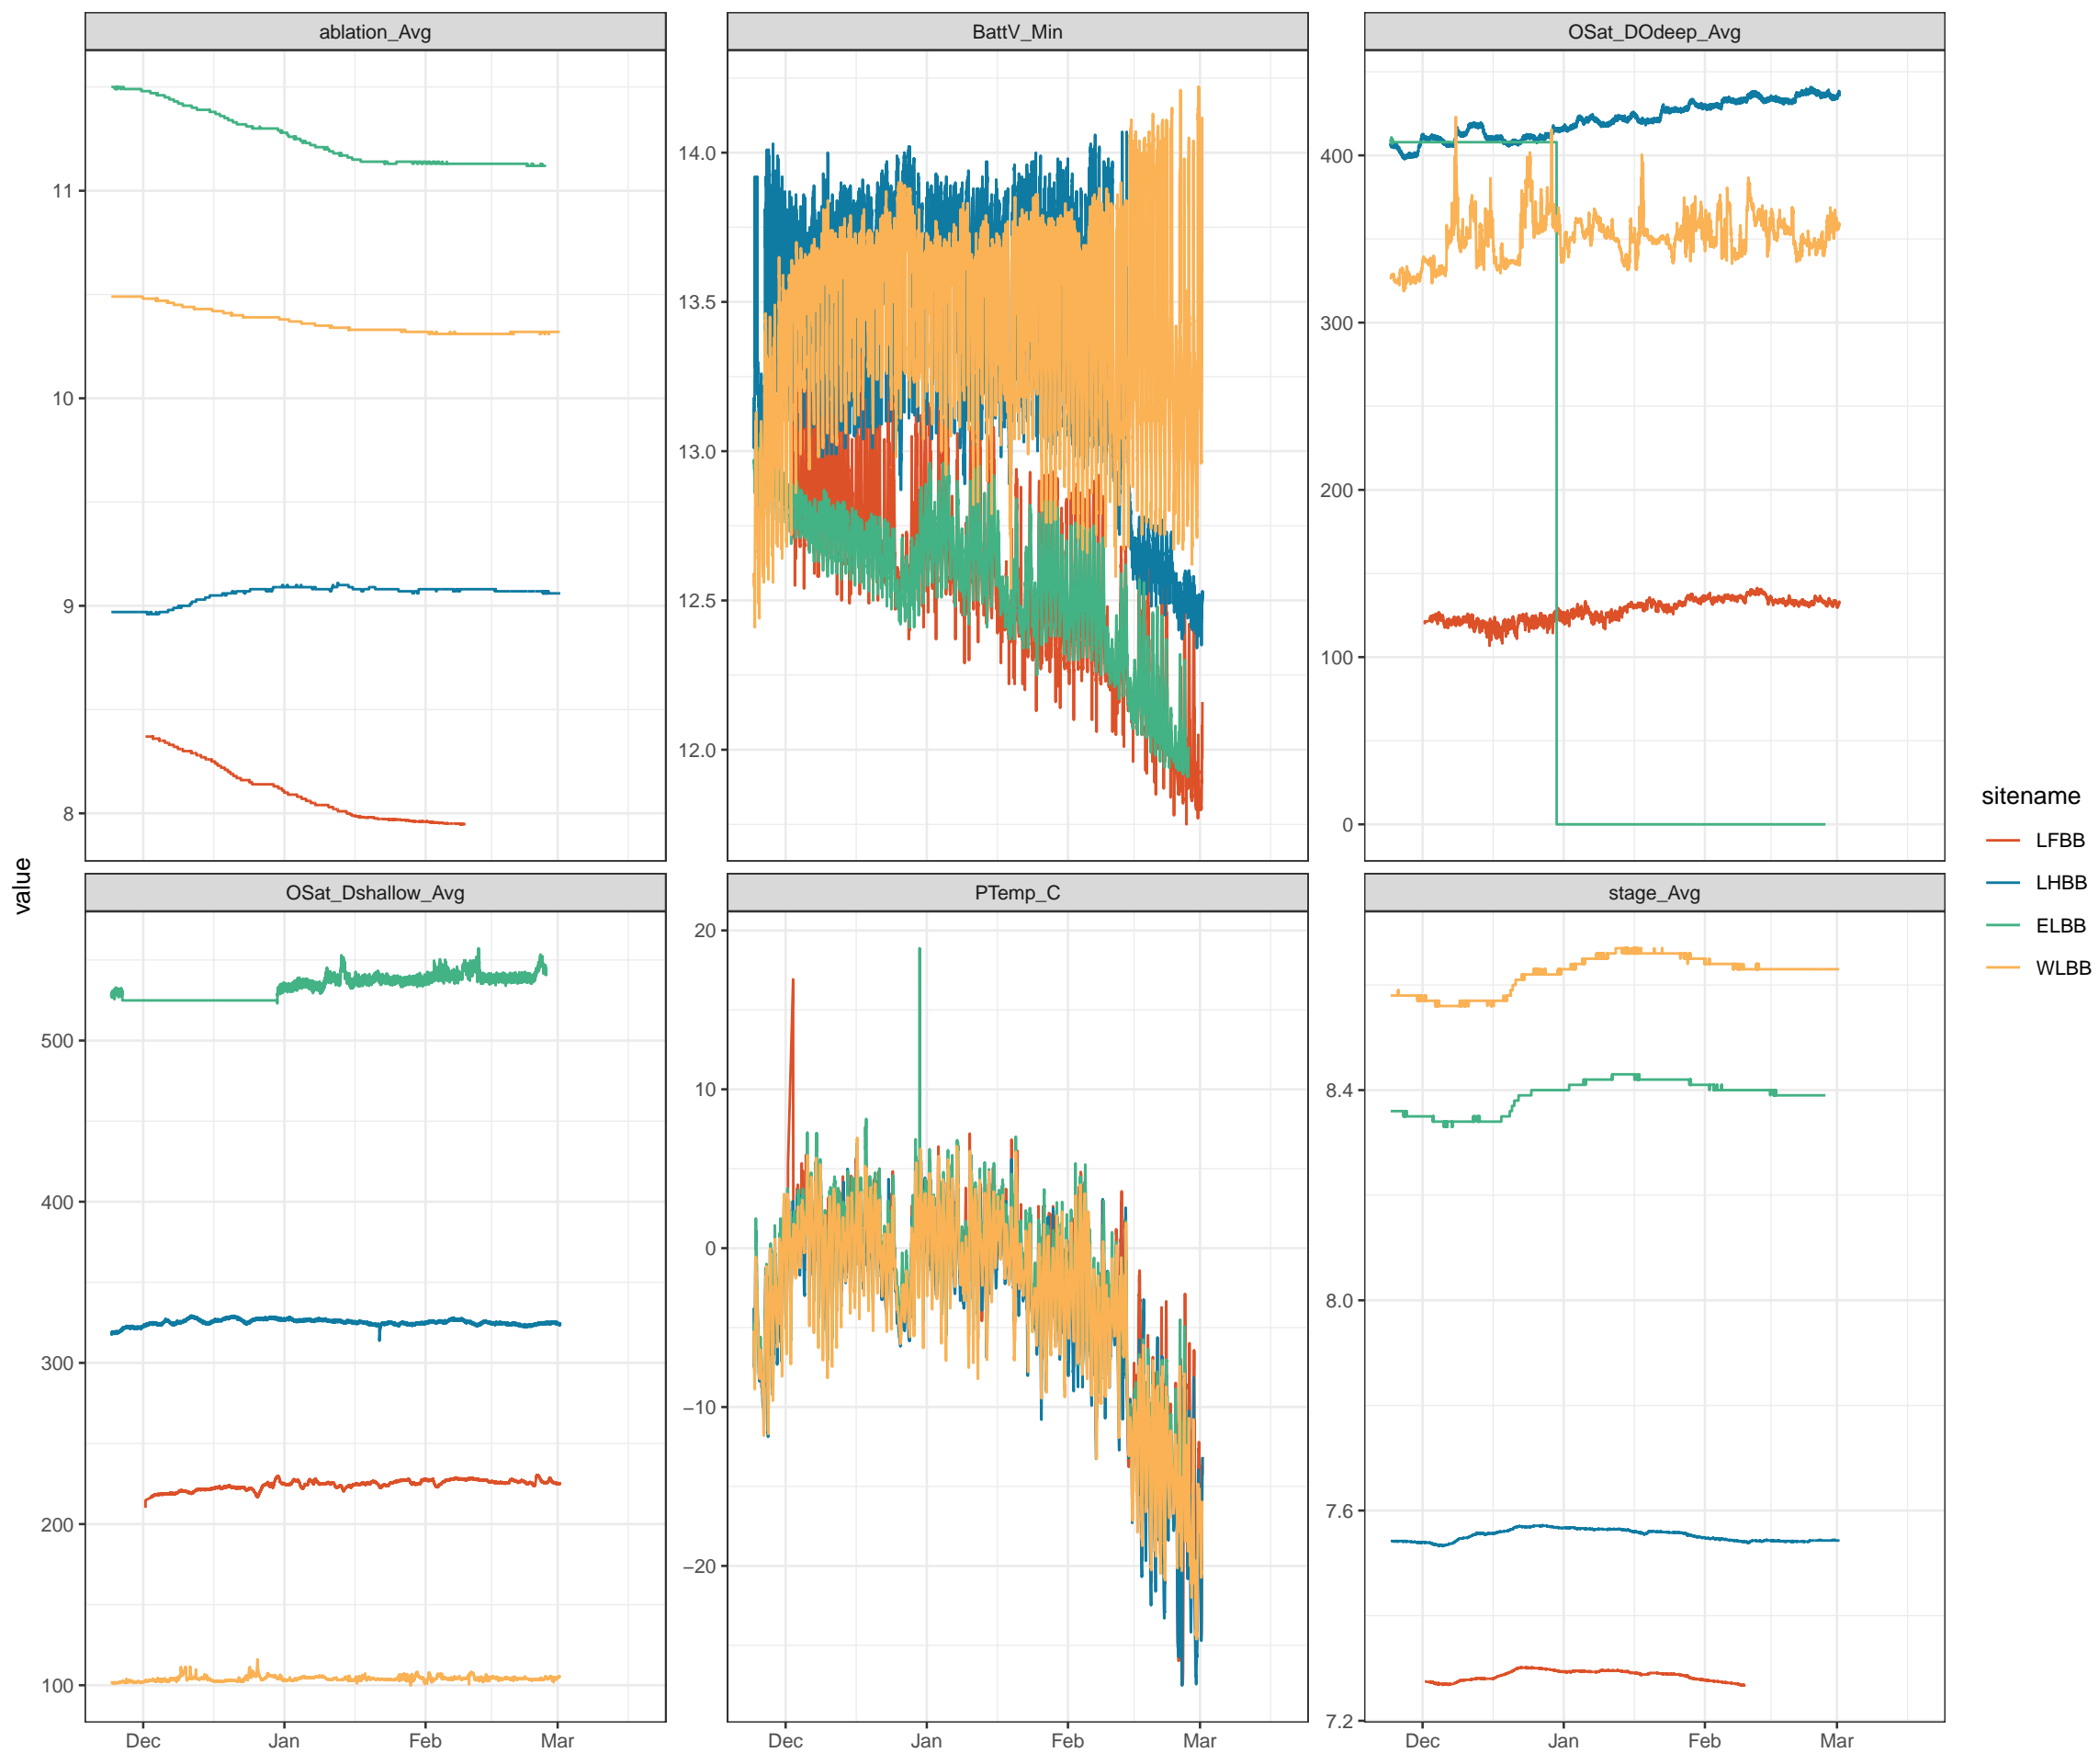 ablation_Avg
BattV_Min
OSat_DOdeep_Avg
11
10
9
8
14.0
13.5
13.0
12.5
12.0
400
300
200
100
0
value
OSat_Dshallow_Avg
PTemp_C
stage_Avg
500
400
300
200
100
20
10
0
−10
−20
8.4
8.0
7.6
7.2
Dec Jan Feb Mar
Dec Jan Feb Mar
Dec Jan Feb Mar
sitename
LFBB
LHBB
ELBB
WLBB